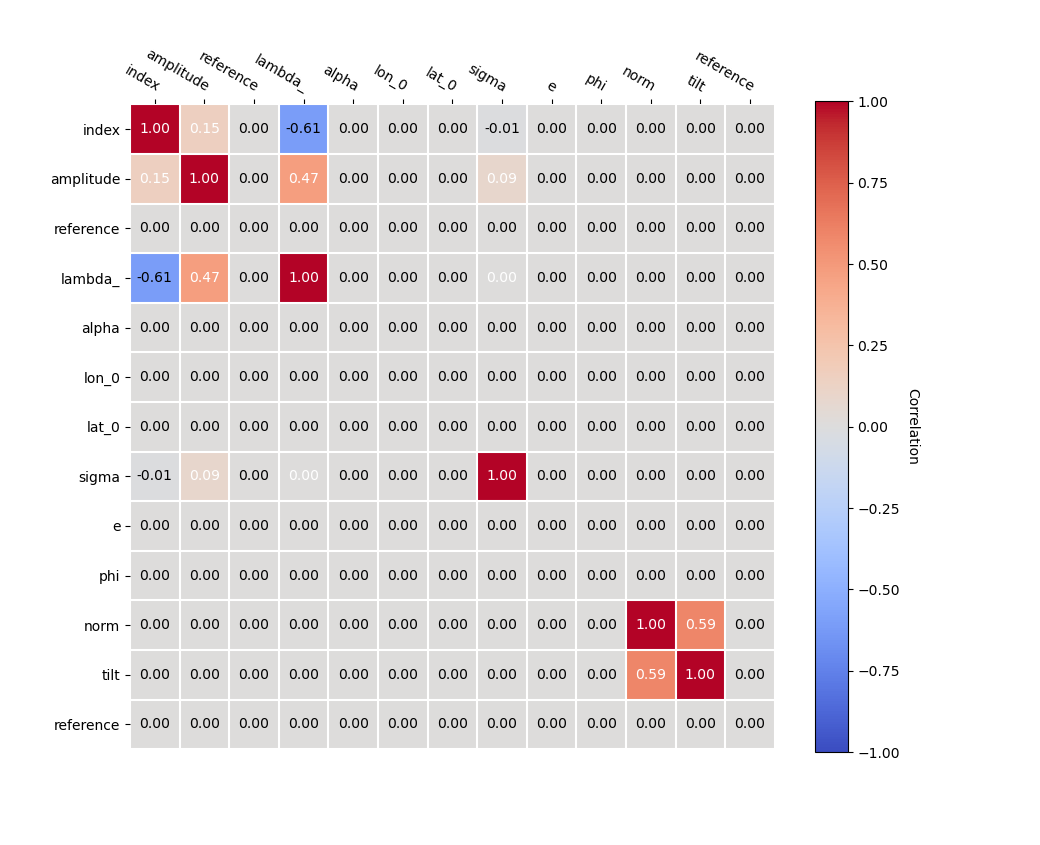 index amplitude reference lambda_ alpha lon_0 lat_0 sigma e phi norm tilt reference
index 1.00 0.15 0.00 -0.61 0.00 0.00 0.00 -0.01 0.00 0.00 0.00 0.00 0.00
amplitude 0.15 1.00 0.00 0.47 0.00 0.00 0.00 0.09 0.00 0.00 0.00 0.00 0.00
reference 0.00 0.00 0.00 0.00 0.00 0.00 0.00 0.00 0.00 0.00 0.00 0.00 0.00
lambda_ -0.61 0.47 0.00 1.00 0.00 0.00 0.00 0.00 0.00 0.00 0.00 0.00 0.00
alpha 0.00 0.00 0.00 0.00 0.00 0.00 0.00 0.00 0.00 0.00 0.00 0.00 0.00
lon_0 0.00 0.00 0.00 0.00 0.00 0.00 0.00 0.00 0.00 0.00 0.00 0.00 0.00
lat_0 0.00 0.00 0.00 0.00 0.00 0.00 0.00 0.00 0.00 0.00 0.00 0.00 0.00
sigma -0.01 0.09 0.00 0.00 0.00 0.00 0.00 1.00 0.00 0.00 0.00 0.00 0.00
e 0.00 0.00 0.00 0.00 0.00 0.00 0.00 0.00 0.00 0.00 0.00 0.00 0.00
phi 0.00 0.00 0.00 0.00 0.00 0.00 0.00 0.00 0.00 0.00 0.00 0.00 0.00
norm 0.00 0.00 0.00 0.00 0.00 0.00 0.00 0.00 0.00 0.00 1.00 0.59 0.00
tilt 0.00 0.00 0.00 0.00 0.00 0.00 0.00 0.00 0.00 0.00 0.59 1.00 0.00
reference 0.00 0.00 0.00 0.00 0.00 0.00 0.00 0.00 0.00 0.00 0.00 0.00 0.00
1.00
0.75
0.50
0.25
0.00
−0.25
−0.50
−0.75
−1.00
Correlation